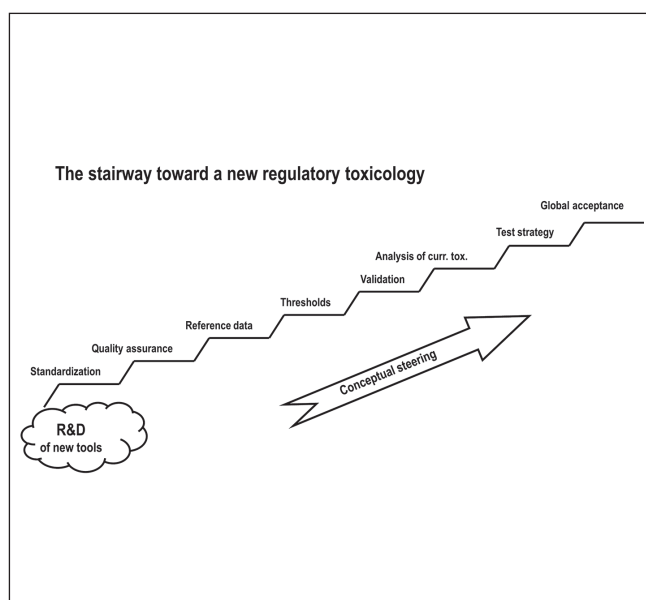 The stairway toward a new regulatory toxicology
Global acceptance
Test strategy
Analysis of curr. tox.
Validation
Thresholds
Reference data
Quality assurance
Standardization
Conceptual steering
R&D
of new tools